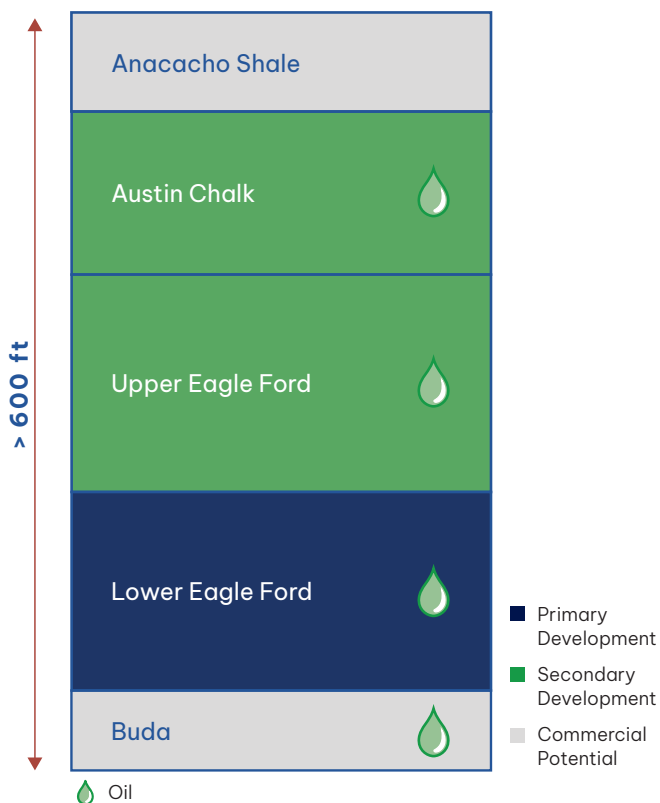 Anacacho Shale
Austin Chalk
Upper Eagle Ford
Lower Eagle Ford
Buda
> 600 ft
Primary
Development
Secondary
Development
Commercial
Potential
Oil